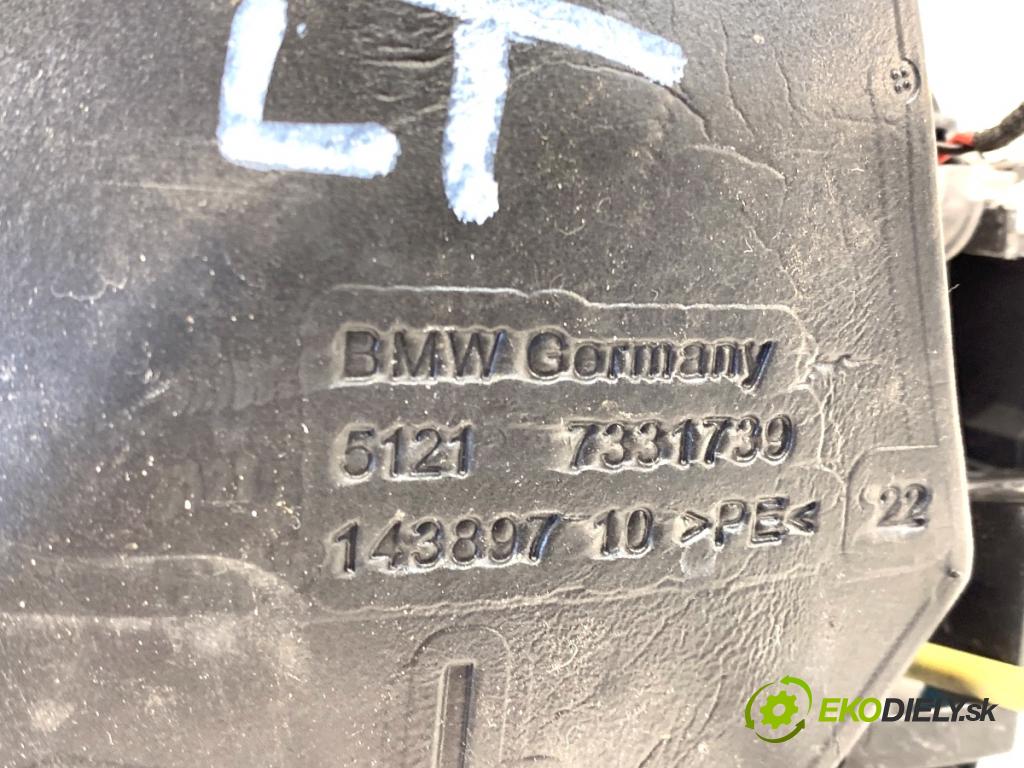 LT
BMW Germany
5121 7331739
143897 10 >PE< 22
EKODIELY.sk